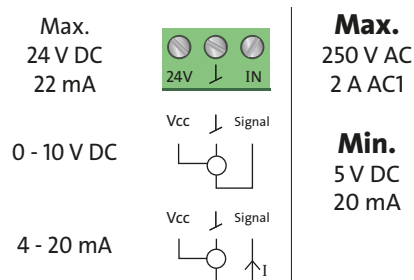 Max.
24 V DC
22 mA
24V IN
0 - 10 V DC
Vcc Signal
4 - 20 mA
Vcc Signal
I
Max.
250 V AC
2 A AC1
Min.
5 V DC
20 mA